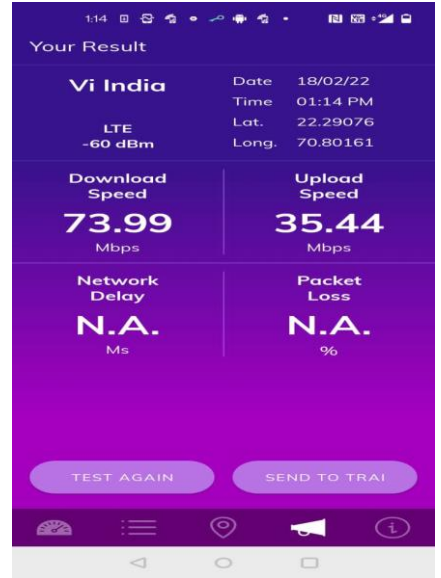 1:14
Your Result
Vi India
LTE
-60 dBm
Date 18/02/22
Time 01:14 PM
Lat. 22.29076
Long. 70.80161
Download
Speed
73.99
Mbps
Upload
Speed
35.44
Mbps
Network
Delay
N.A.
Ms
Packet
Loss
N.A.
%
TEST AGAIN
SEND TO TRAI